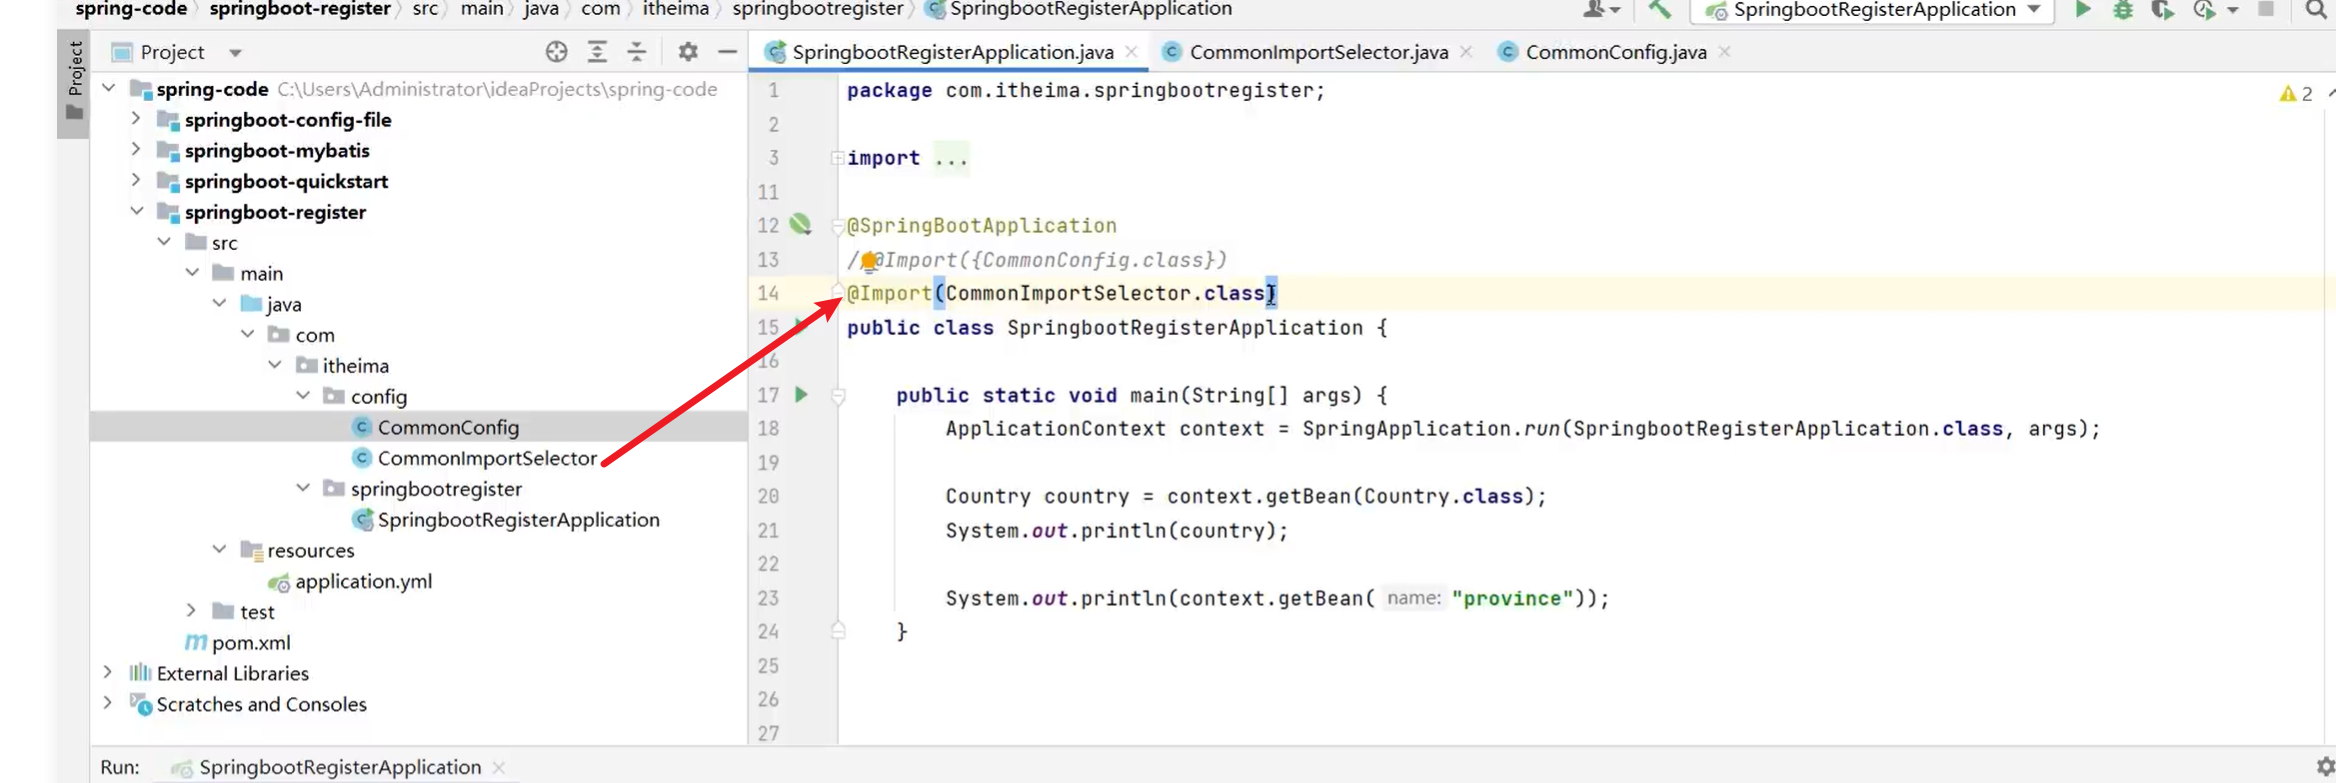 spring-code springboot-register src main java com itheima springbootregister SpringbootRegisterApplication
SpringbootRegisterApplication
Project
Project
SpringbootRegisterApplication.java
CommonImportSelector.java
CommonConfig.java
spring-code C:\Users\Administrator\ideaProjects\spring-code
springboot-config-file
springboot-mybatis
springboot-quickstart
springboot-register
src
main
java
com
itheima
config
CommonConfig
CommonImportSelector
springbootregister
SpringbootRegisterApplication
resources
application.yml
test
pom.xml
External Libraries
Scratches and Consoles
2
1 package com.itheima.springbootregister;
2
3 import ...
11
12 @SpringBootApplication
13 //@Import({CommonConfig.class})
14 @Import(CommonImportSelector.class)
15 public class SpringbootRegisterApplication {
16
17 public static void main(String[] args) {
18 ApplicationContext context = SpringApplication.run(SpringbootRegisterApplication.class, args);
19
20 Country country = context.getBean(Country.class);
21 System.out.println(country);
22
23 System.out.println(context.getBean( name: "province"));
24 }
25
26
27
Run: SpringbootRegisterApplication